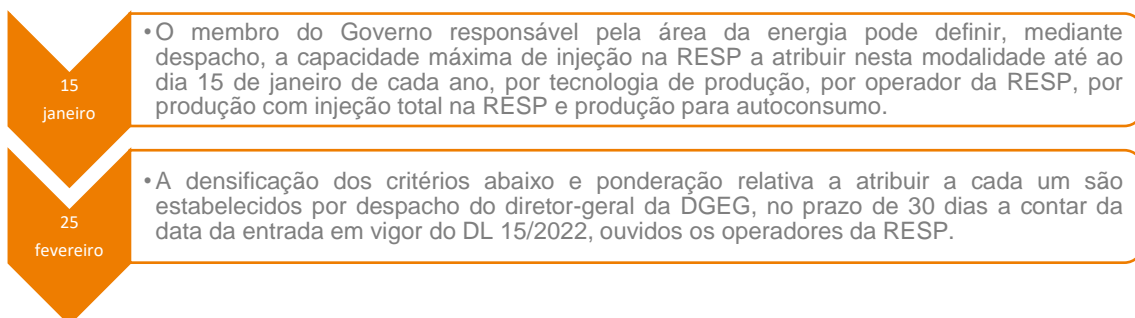 15
janeiro
•O membro do Governo responsável pela área da energia pode definir, mediante
despacho, a capacidade máxima de injeção na RESP a atribuir nesta modalidade até ao
dia 15 de janeiro de cada ano, por tecnologia de produção, por operador da RESP, por
produção com injeção total na RESP e produção para autoconsumo.
25
fevereiro
•A densificação dos critérios abaixo e ponderação relativa a atribuir a cada um são
estabelecidos por despacho do diretor-geral da DGEG, no prazo de 30 dias a contar da
data da entrada em vigor do DL 15/2022, ouvidos os operadores da RESP.